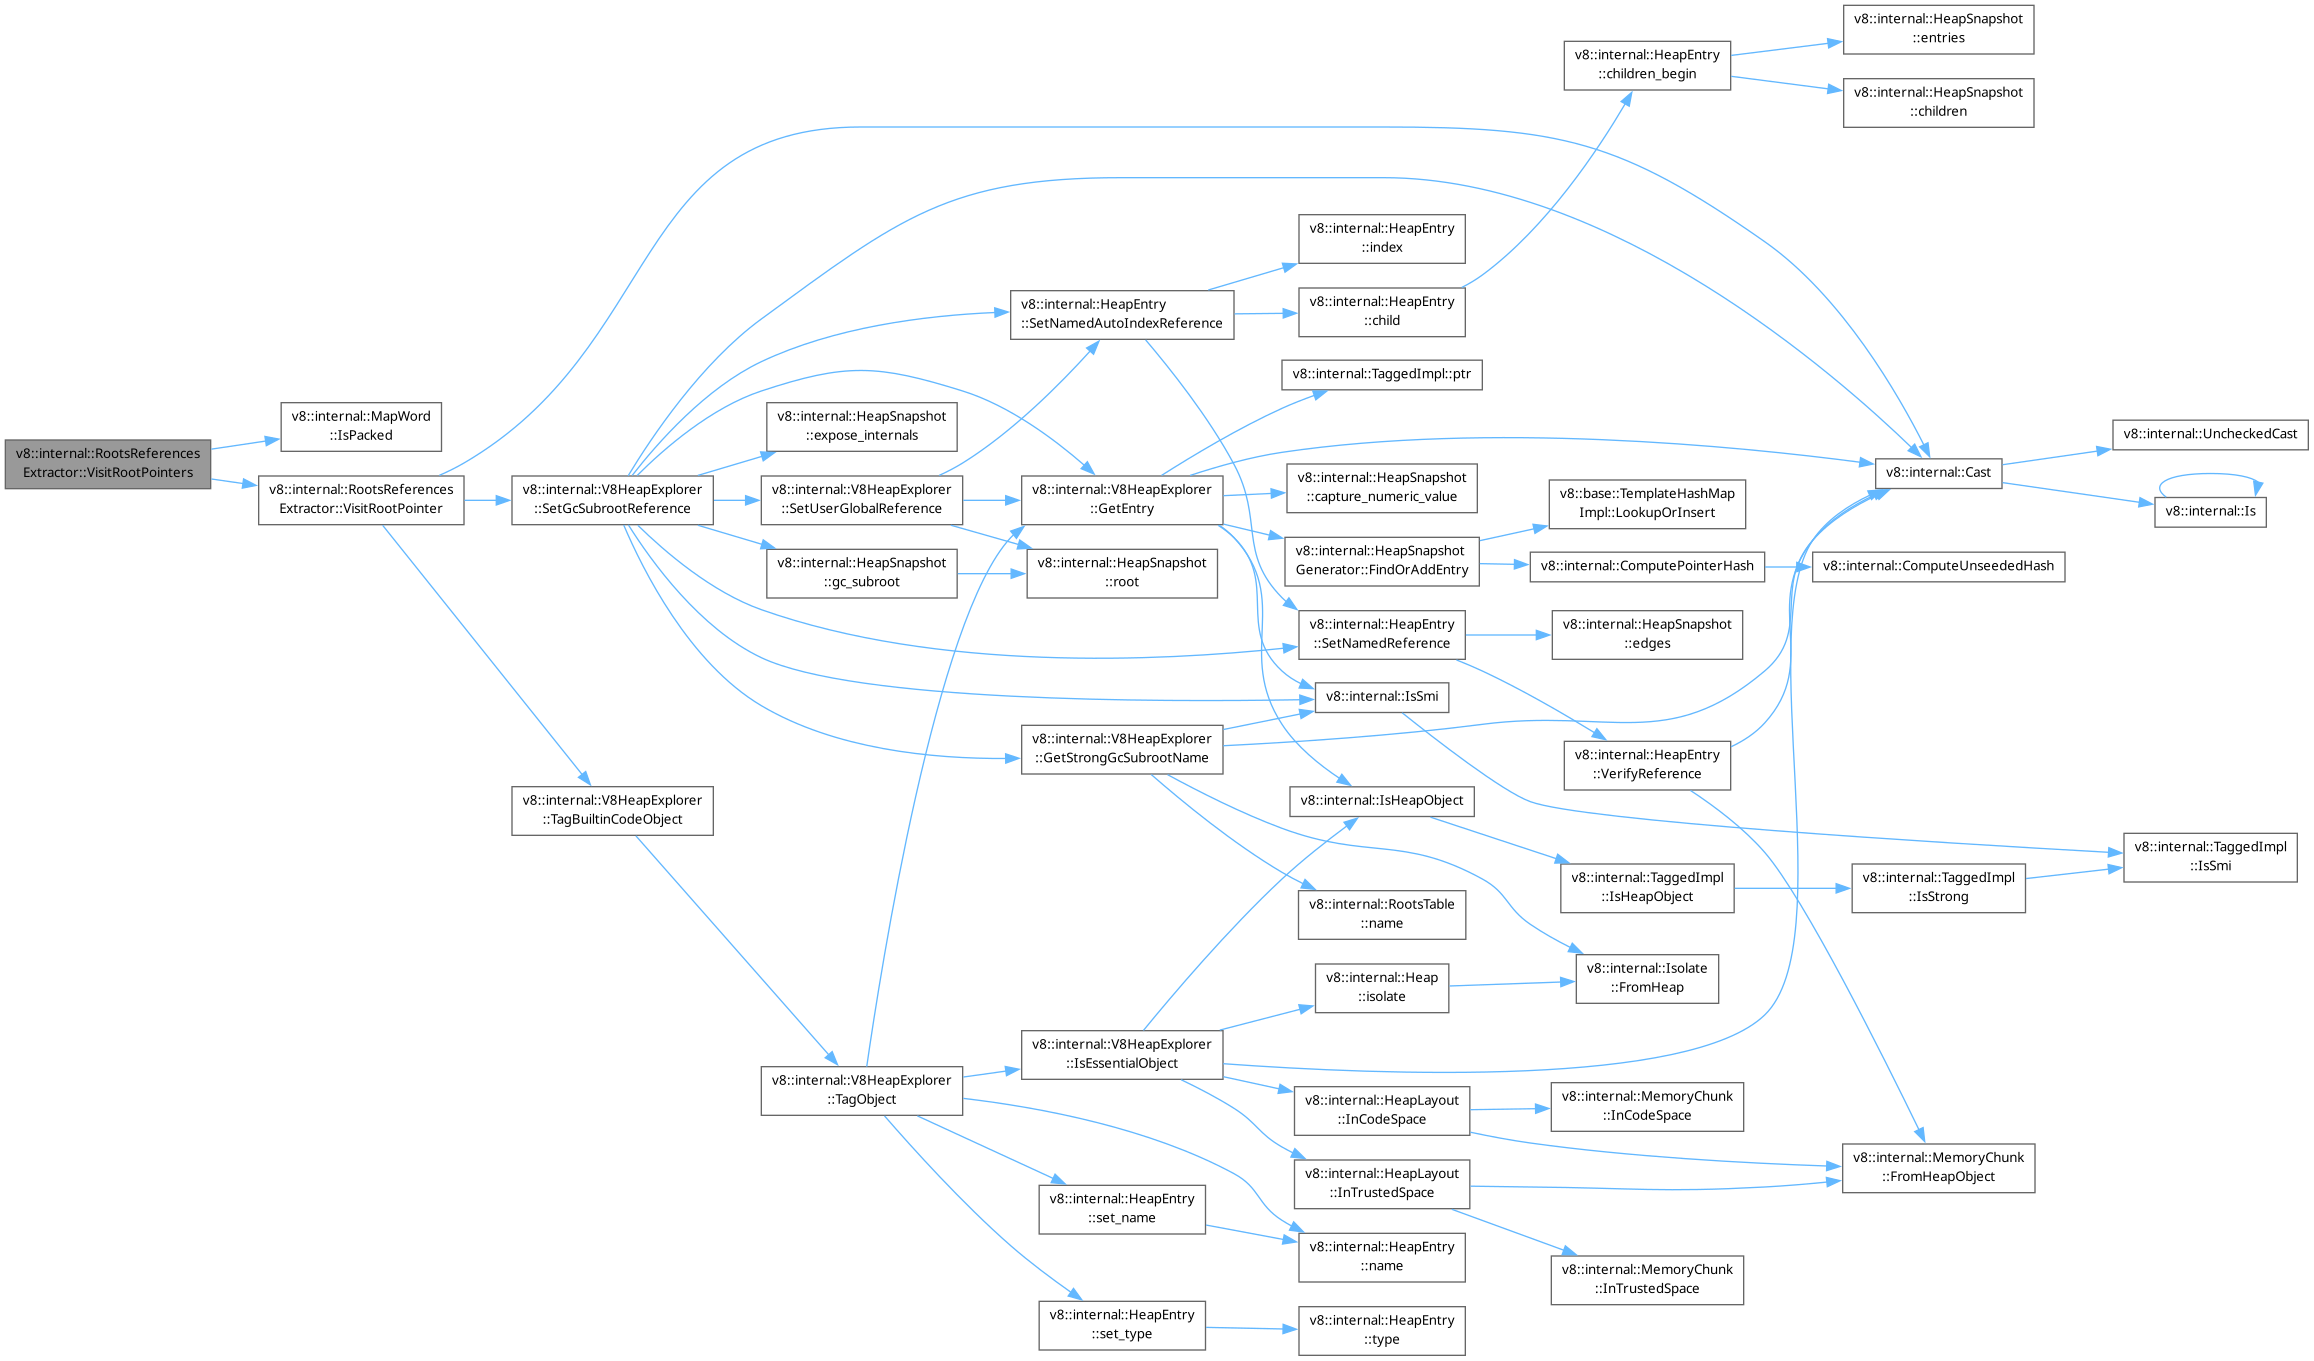 v8::internal::RootsReferences
Extractor::VisitRootPointers
v8::internal::MapWord
::IsPacked
v8::internal::RootsReferences
Extractor::VisitRootPointer
v8::internal::V8HeapExplorer
::SetGcSubrootReference
v8::internal::V8HeapExplorer
::TagBuiltinCodeObject
v8::internal::HeapSnapshot
::expose_internals
v8::internal::V8HeapExplorer
::SetUserGlobalReference
v8::internal::HeapSnapshot
::gc_subroot
v8::internal::V8HeapExplorer
::TagObject
v8::internal::HeapEntry
::SetNamedAutoIndexReference
v8::internal::V8HeapExplorer
::GetEntry
v8::internal::HeapSnapshot
::root
v8::internal::V8HeapExplorer
::GetStrongGcSubrootName
v8::internal::V8HeapExplorer
::IsEssentialObject
v8::internal::HeapEntry
::set_name
v8::internal::HeapEntry
::set_type
v8::internal::HeapEntry
::index
v8::internal::HeapEntry
::child
v8::internal::TaggedImpl::ptr
v8::internal::HeapSnapshot
::capture_numeric_value
v8::internal::HeapSnapshot
Generator::FindOrAddEntry
v8::internal::HeapEntry
::SetNamedReference
v8::internal::IsSmi
v8::internal::IsHeapObject
v8::internal::RootsTable
::name
v8::internal::Heap
::isolate
v8::internal::HeapLayout
::InCodeSpace
v8::internal::HeapLayout
::InTrustedSpace
v8::internal::HeapEntry
::name
v8::internal::HeapEntry
::type
v8::internal::HeapEntry
::children_begin
v8::base::TemplateHashMap
Impl::LookupOrInsert
v8::internal::ComputePointerHash
v8::internal::HeapSnapshot
::edges
v8::internal::HeapEntry
::VerifyReference
v8::internal::TaggedImpl
::IsHeapObject
v8::internal::Isolate
::FromHeap
v8::internal::MemoryChunk
::InCodeSpace
v8::internal::MemoryChunk
::InTrustedSpace
v8::internal::HeapSnapshot
::entries
v8::internal::HeapSnapshot
::children
v8::internal::Cast
v8::internal::ComputeUnseededHash
v8::internal::TaggedImpl
::IsStrong
v8::internal::MemoryChunk
::FromHeapObject
v8::internal::UncheckedCast
v8::internal::Is
v8::internal::TaggedImpl
::IsSmi